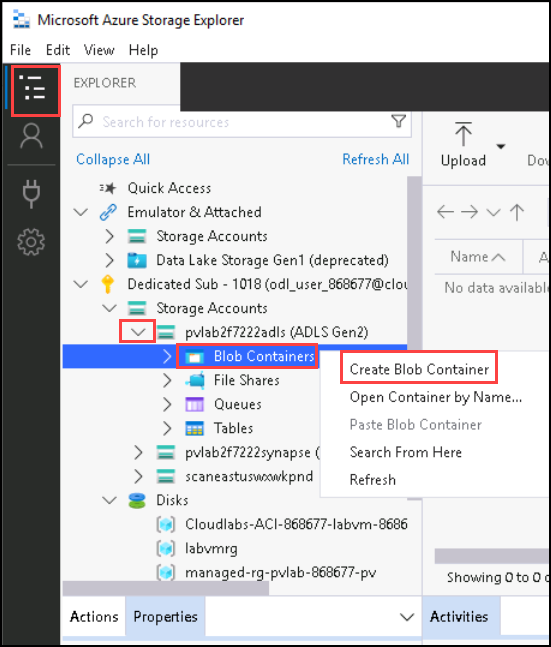 Microsoft Azure Storage Explorer
File Edit View Help
EXPLORER
Search for resources
Collapse All Refresh All
Upload Dov
Quick Access
Emulator & Attached
Storage Accounts
Data Lake Storage Gen1 (deprecated)
Name A
No data available
Dedicated Sub - 1018 (odl_user_868677@clou
Storage Accounts
pvlab2f7222adls (ADLS Gen2)
Blob Containers
File Shares
Queues
Tables
Create Blob Container
Open Container by Name...
Paste Blob Container
Search From Here
Refresh
pvlab2f7222synapse (
scaneastuswxwkpnd
Disks
Cloudlabs-ACI-868677-labvm-8686
labvmrg
managed-rg-pvlab-868677-pv
Showing 0 to 0 o
Actions Properties Activities